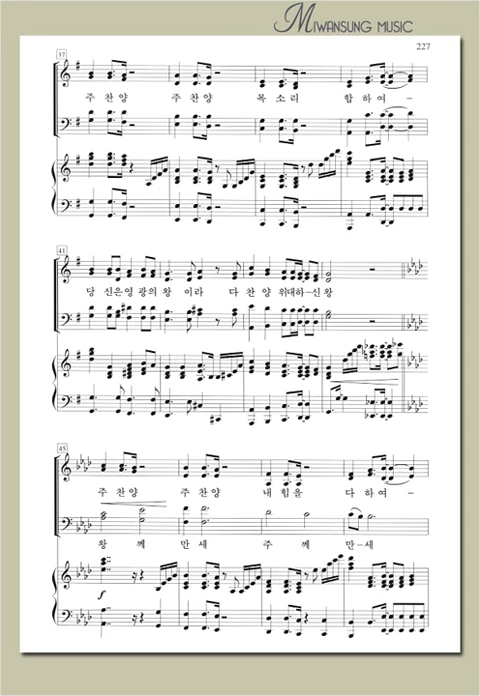 MIWANSUNG MUSIC
227
37
주 찬 양 주 찬 양 목 소 리 합 하 여 -
41
당 신은 영 광의 왕 이라 다 찬 양 위대하-신 왕
45
주 찬 양 주 찬 양 내 힘을 다 하여 -
왕 께 만 세 주 께 만-세
f